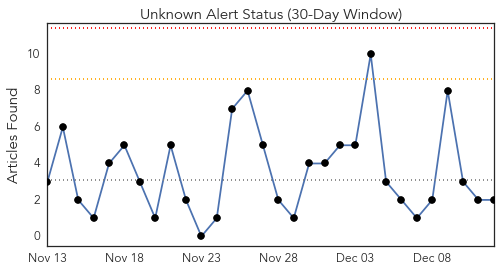 Unknown Alert Status (30-Day Window)
Articles Found
10
8
6
4
2
0
Nov 13 Nov 18 Nov 23 Nov 28 Dec 03 Dec 08